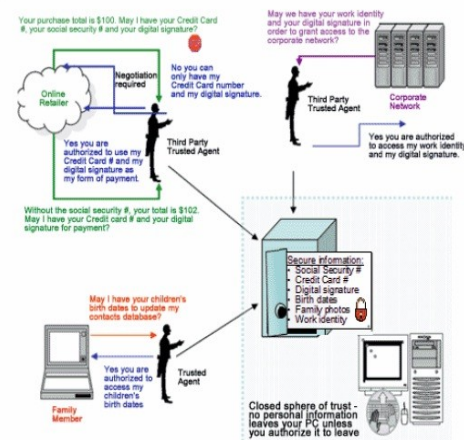 Your purchase total is $100. May I have your Credit Card
#, your social security # and your digital signature?
Negotiation
required
No you can
only have my
Credit Card number
and my digital signature.
Online
Retailer
Yes you are
authorized to use my
Credit Card # and my
digital signature as
my form of payment.
Third Party
Trusted Agent
Without the social security #, your total is $102.
May I have your Credit card # and your digital
signature for payment?
May we have your work identity
and your digital signature in
order to grant access to the
corporate network?
Third Party
Trusted Agent
Corporate
Network
Yes you are authorized
to access my work identity
and my digital signature.
Secure information:
- Social Security #
- Credit Card #
- Digital signature
- Birth dates
- Family photos
- Work identity
May I have your children's
birth dates to update my
contacts database?
Yes you are
authorized to
access my
children's
birth dates
Trusted
Agent
Family
Member
Closed sphere of trust -
no personal information
leaves your PC unless
you authorize it to leave